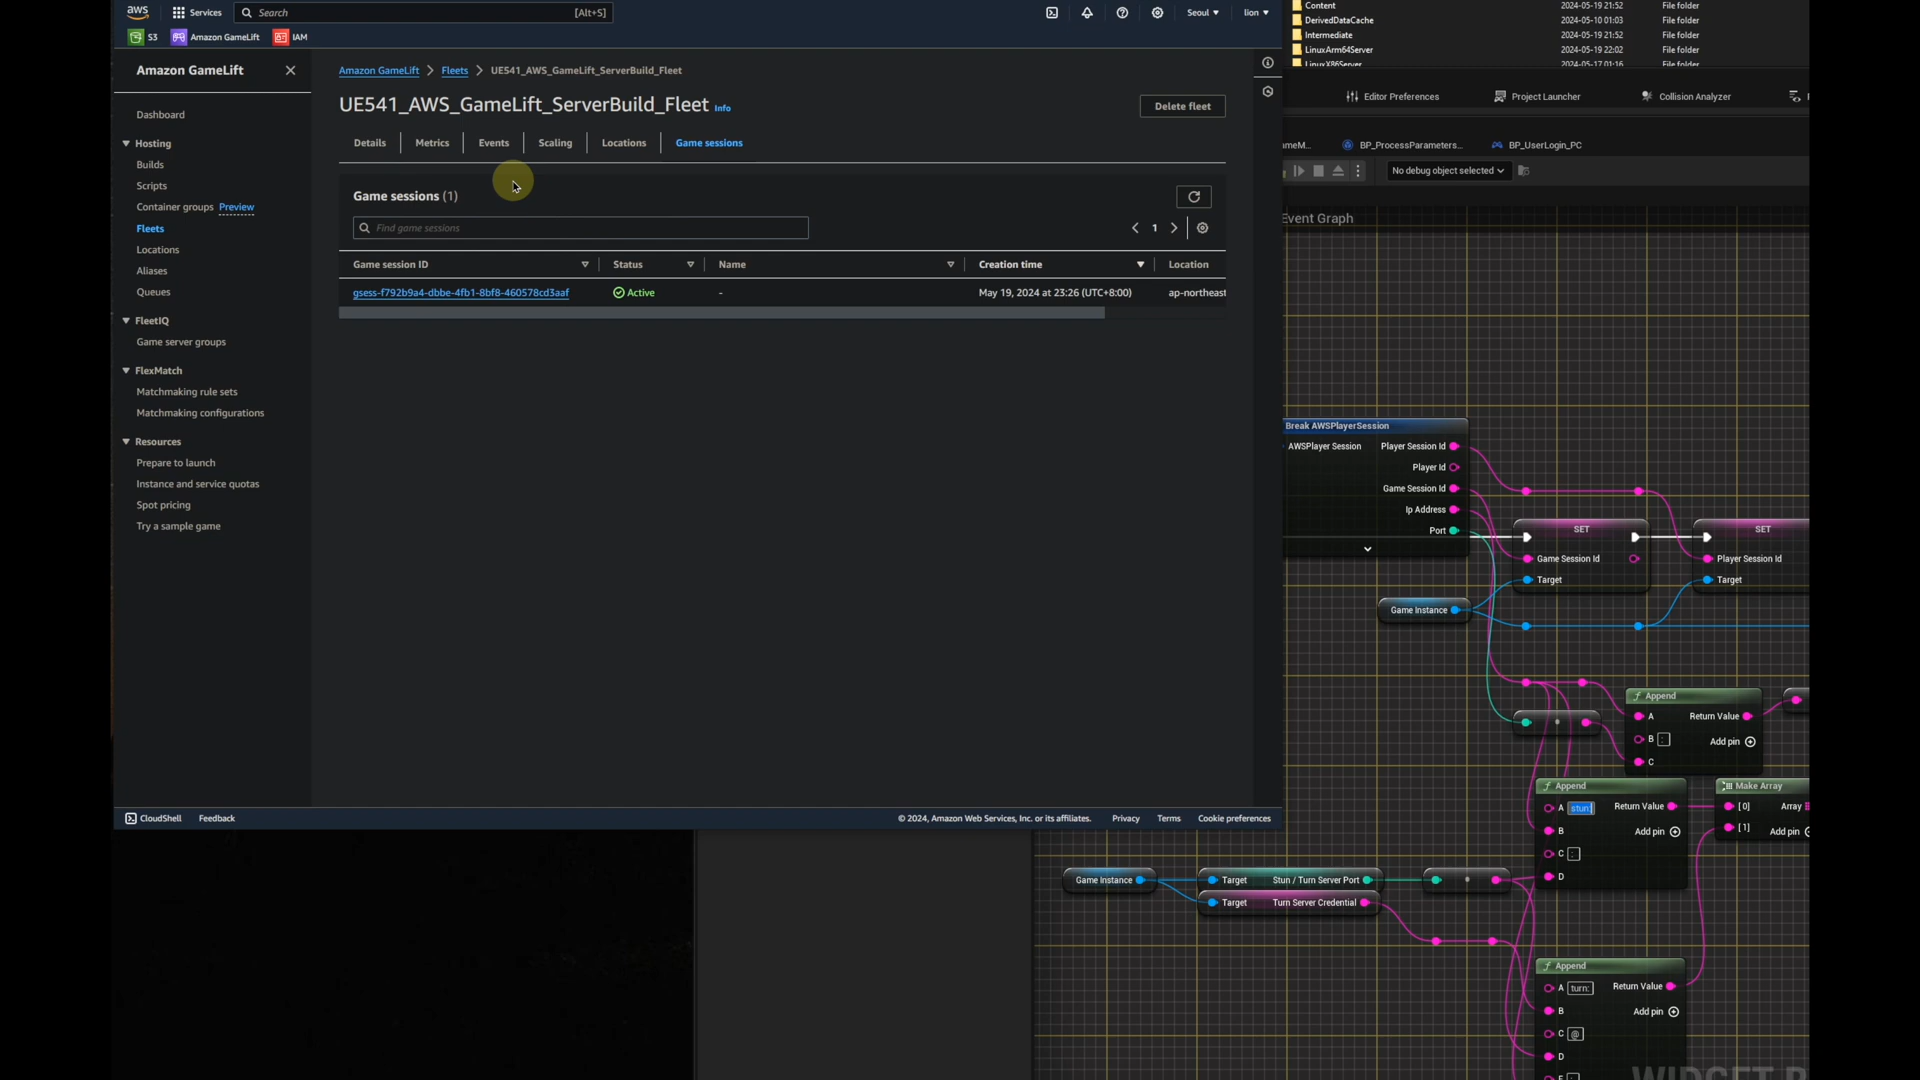 aws
Services
Search
[Alt+S]
Seoul
lion
S3
Amazon GameLift
IAM
Amazon GameLift
Dashboard
Hosting
Builds
Scripts
Container groups Preview
Fleets
Locations
Aliases
Queues
FleetIQ
Game server groups
FlexMatch
Matchmaking rule sets
Matchmaking configurations
Resources
Prepare to launch
Instance and service quotas
Spot pricing
Try a sample game
Amazon GameLift > Fleets > UE541_AWS_GameLift_ServerBuild_Fleet
UE541_AWS_GameLift_ServerBuild_Fleet Info
Delete fleet
Details
Metrics
Events
Scaling
Locations
Game sessions
Game sessions (1)
Find game sessions
1
Game session ID
Status
Name
Creation time
Location
gsess-f792b9a4-dbbe-4fb1-8bf8-460578cd3aaf
Active
-
May 19, 2024 at 23:26 (UTC+8:00)
ap-northeast
CloudShell
Feedback
© 2024, Amazon Web Services, Inc. or its affiliates.
Privacy
Terms
Cookie preferences
Content 2024-05-19 21:52 File folder
DerivedDataCache 2024-05-10 01:03 File folder
Intermediate 2024-05-19 21:52 File folder
LinuxArm64Server 2024-05-19 22:02 File folder
LinuxX86Server 2024-05-17 01:16 File folder
Editor Preferences
Project Launcher
Collision Analyzer
ameM...
BP_ProcessParameters...
BP_UserLogin_PC
No debug object selected
Event Graph
Break AWSPlayerSession
AWSPlayer Session
Player Session Id
Player Id
Game Session Id
Ip Address
Port
SET
Game Session Id
Target
SET
Player Session Id
Target
Game Instance
Append
A
Return Value
B :
Add pin
C
Append
A stun:
Return Value
B
Add pin
C :
D
Make Array
[0]
Array
[1]
Add pin
Game Instance
Target
Stun / Turn Server Port
Target
Turn Server Credential
Append
A turn:
Return Value
B
Add pin
C @
D